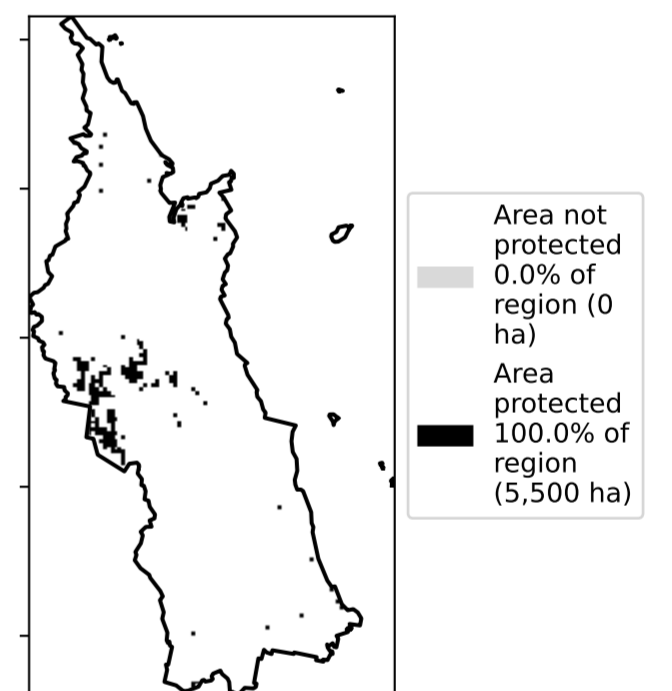 Area not
protected
0.0% of
region (0
ha)
Area
protected
100.0% of
region
(5,500 ha)